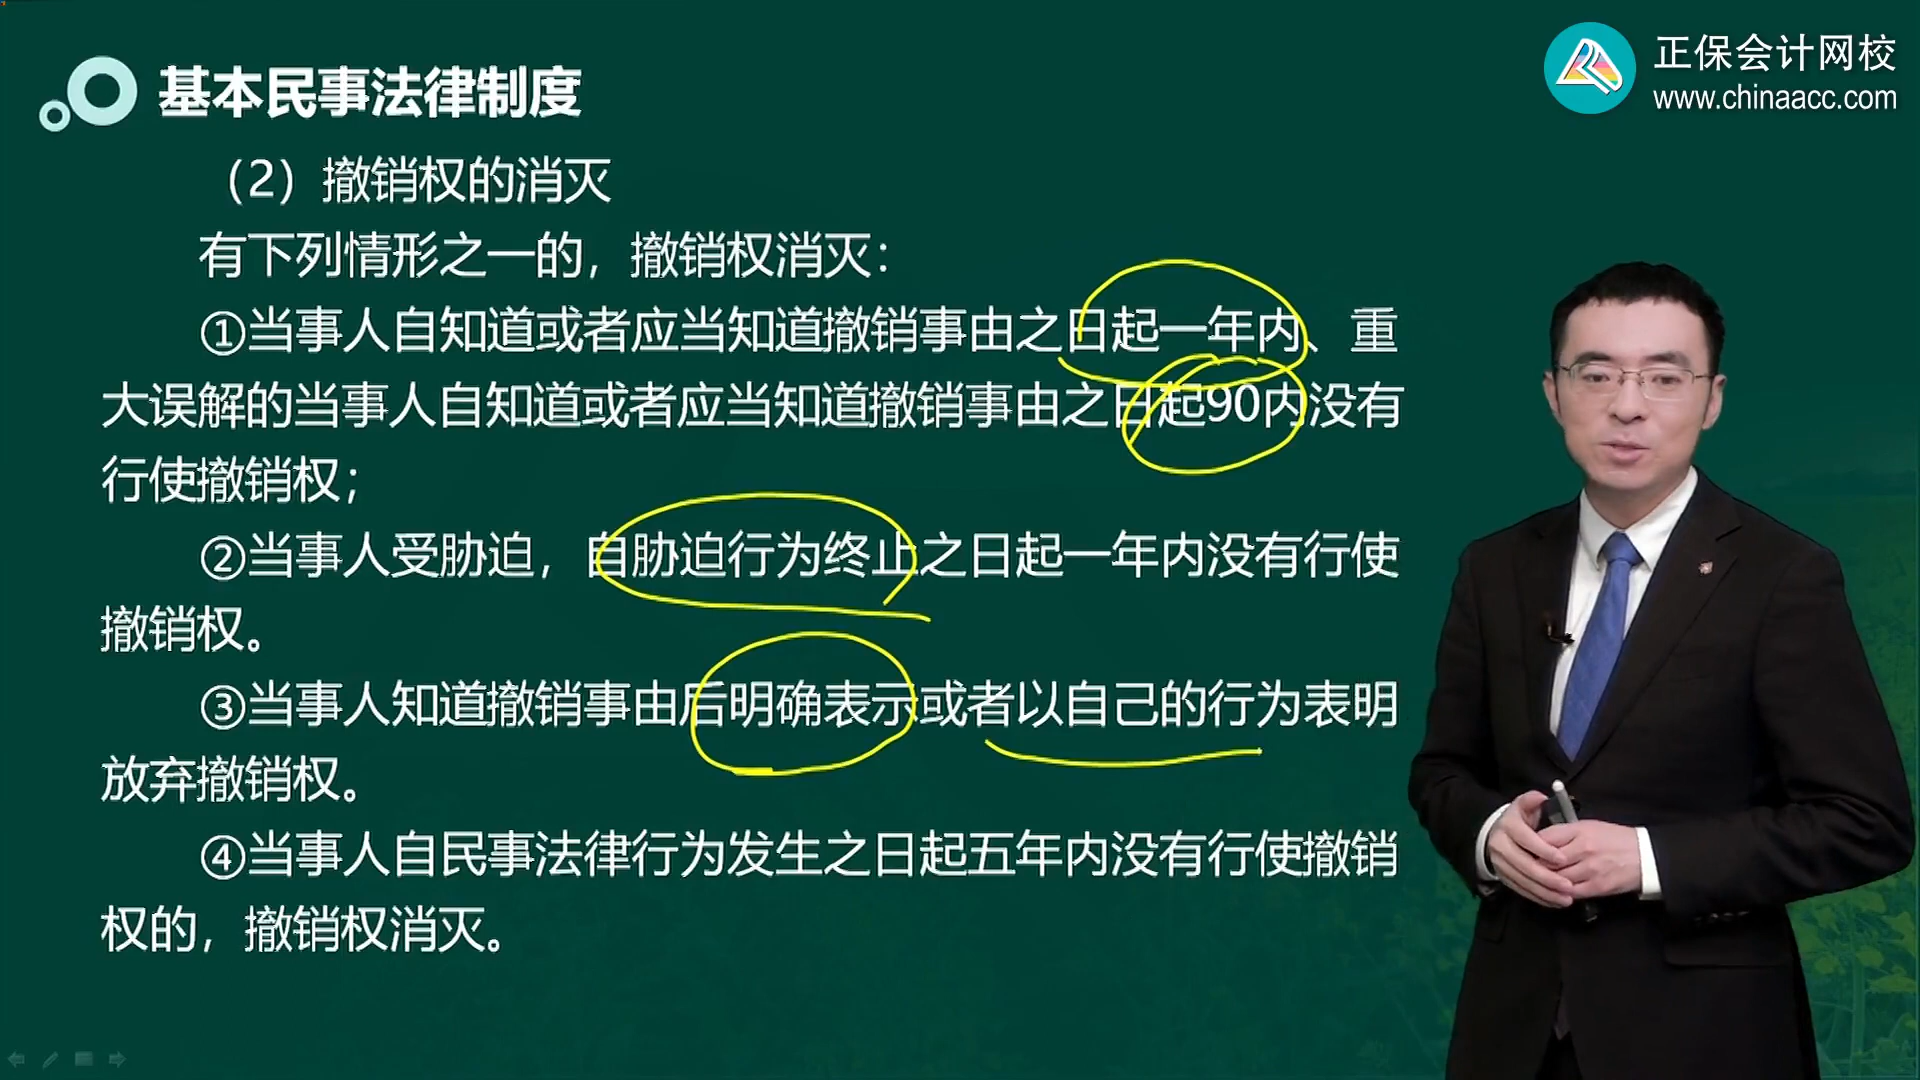 正保会计网校
www.chinaacc.com
基本民事法律制度
（2）撤销权的消灭
有下列情形之一的，撤销权消灭：
①当事人自知道或者应当知道撤销事由之日起一年内、重
大误解的当事人自知道或者应当知道撤销事由之日起90内没有
行使撤销权；
②当事人受胁迫，自胁迫行为终止之日起一年内没有行使
撤销权。
③当事人知道撤销事由后明确表示或者以自己的行为表明
放弃撤销权。
④当事人自民事法律行为发生之日起五年内没有行使撤销
权的，撤销权消灭。